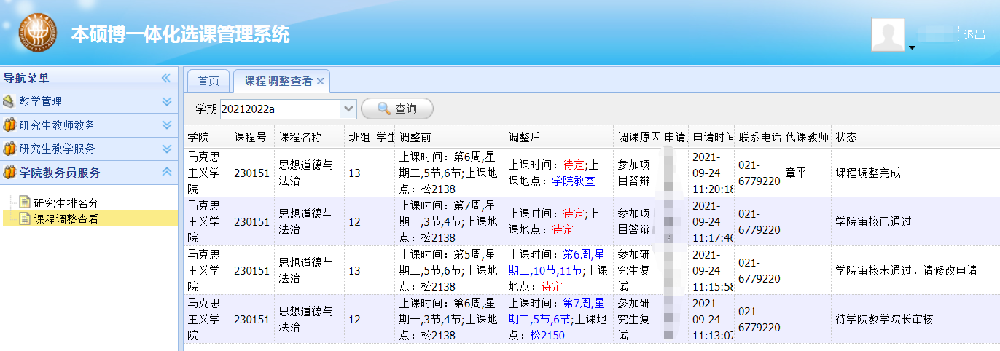 本硕博一体化选课管理系统
退出
导航菜单
教学管理
研究生教师教务
研究生教学服务
学院教务员服务
研究生排名分
课程调整查看
首页
课程调整查看
学期 20212022a 查询
学院 课程号 课程名称 班组 学生 调整前 调整后 调课原因 申请 申请时间 联系电话 代课教师 状态
马克思
主义学
院
230151
思想道德与
法治
13
上课时间：第6周,星
期二,5节,6节;上课地
点：松2138
上课时间：待定;上
课地点：学院教室
参加项
目答辩
2021-
09-24
11:20:18
021-
6779220
章平
课程调整完成
马克思
主义学
院
230151
思想道德与
法治
12
上课时间：第7周,星
期一,3节,4节;上课地
点：松2138
上课时间：待定;上
课地点：待定
参加项
目答辩
2021-
09-24
11:17:46
021-
6779220
学院审核已通过
马克思
主义学
院
230151
思想道德与
法治
13
上课时间：第5周,星
期二,5节,6节;上课地
点：松2138
上课时间：第6周,星
期二,10节,11节;上课
地点：待定
参加研
究生复
试
2021-
09-24
11:15:58
021-
6779220
学院审核未通过，请修改申请
马克思
主义学
院
230151
思想道德与
法治
12
上课时间：第6周,星
期一,3节,4节;上课地
点：松2138
上课时间：第7周,星
期二,5节,6节;上课地
点：松2150
参加研
究生复
试
2021-
09-24
11:13:07
021-
6779220
待学院教学院长审核